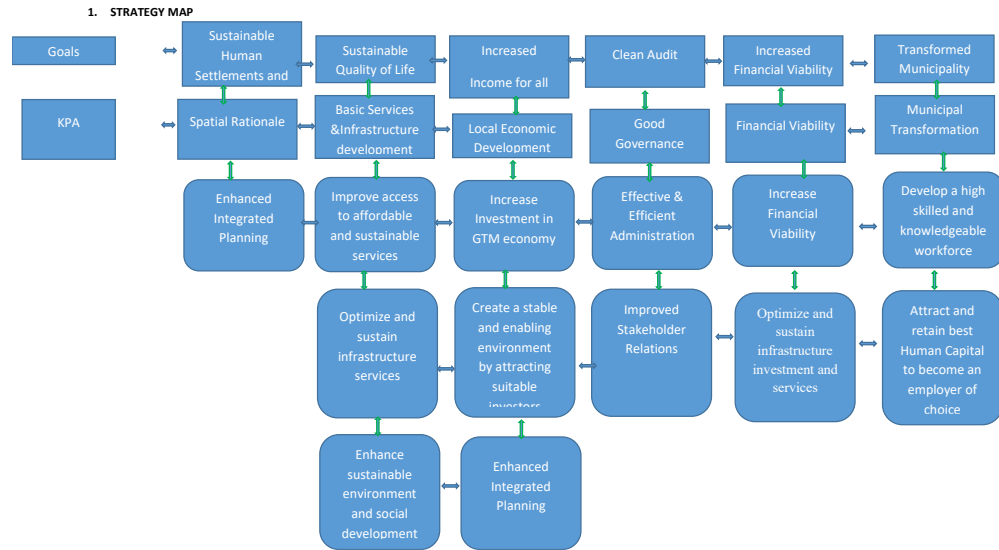 1. STRATEGY MAP
Goals
Sustainable
Human
Settlements and
Sustainable
Quality of Life
Increased
Income for all
Clean Audit
Increased
Financial Viability
Transformed
Municipality
KPA
Spatial Rationale
Basic Services
&Infrastructure
development
Local Economic
Development
Good
Governance
Financial Viability
Municipal
Transformation
Enhanced
Integrated
Planning
Improve access
to affordable
and sustainable
services
Increase
Investment in
GTM economy
Effective &
Efficient
Administration
Increase
Financial
Viability
Develop a high
skilled and
knowledgeable
workforce
Optimize and
sustain
infrastructure
services
Create a stable
and enabling
environment
by attracting
suitable
investors
Improved
Stakeholder
Relations
Optimize and
sustain
infrastructure
investment and
services
Attract and
retain best
Human Capital
to become an
employer of
choice
Enhance
sustainable
environment
and social
development
Enhanced
Integrated
Planning